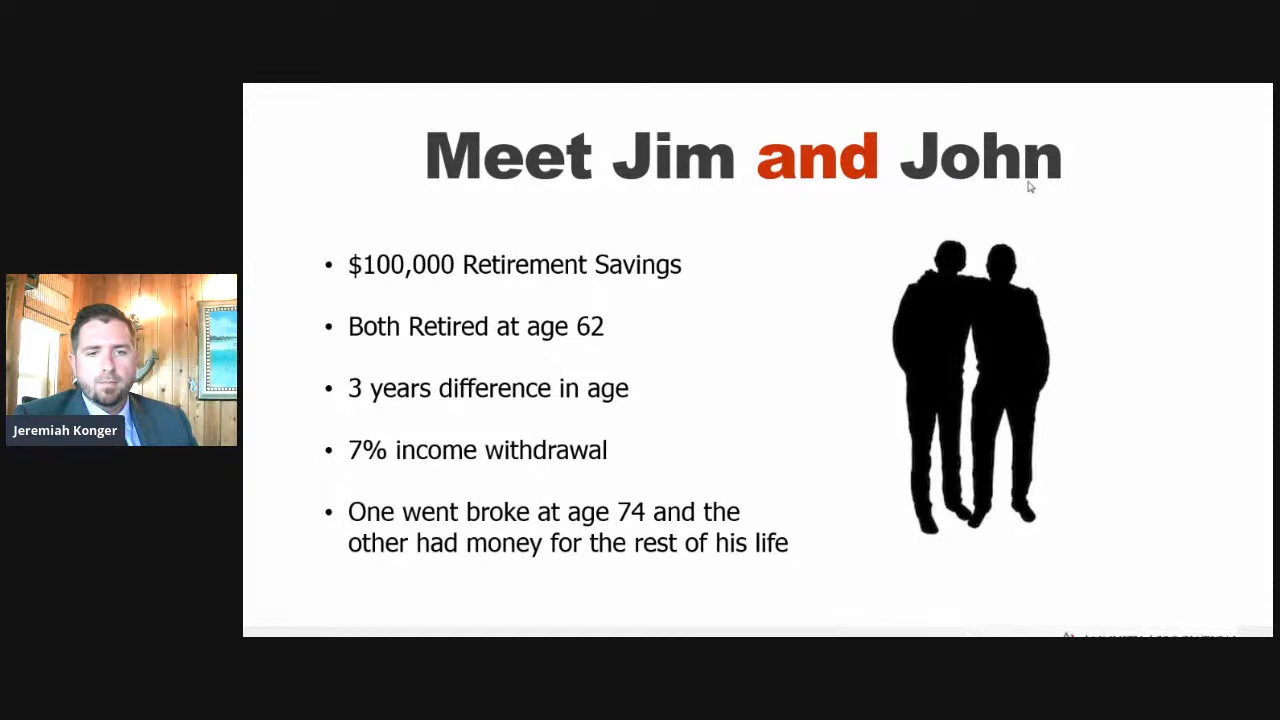 Meet Jim and John
• $100,000 Retirement Savings
• Both Retired at age 62
• 3 years difference in age
• 7% income withdrawal
• One went broke at age 74 and the
other had money for the rest of his life
Jeremiah Konger